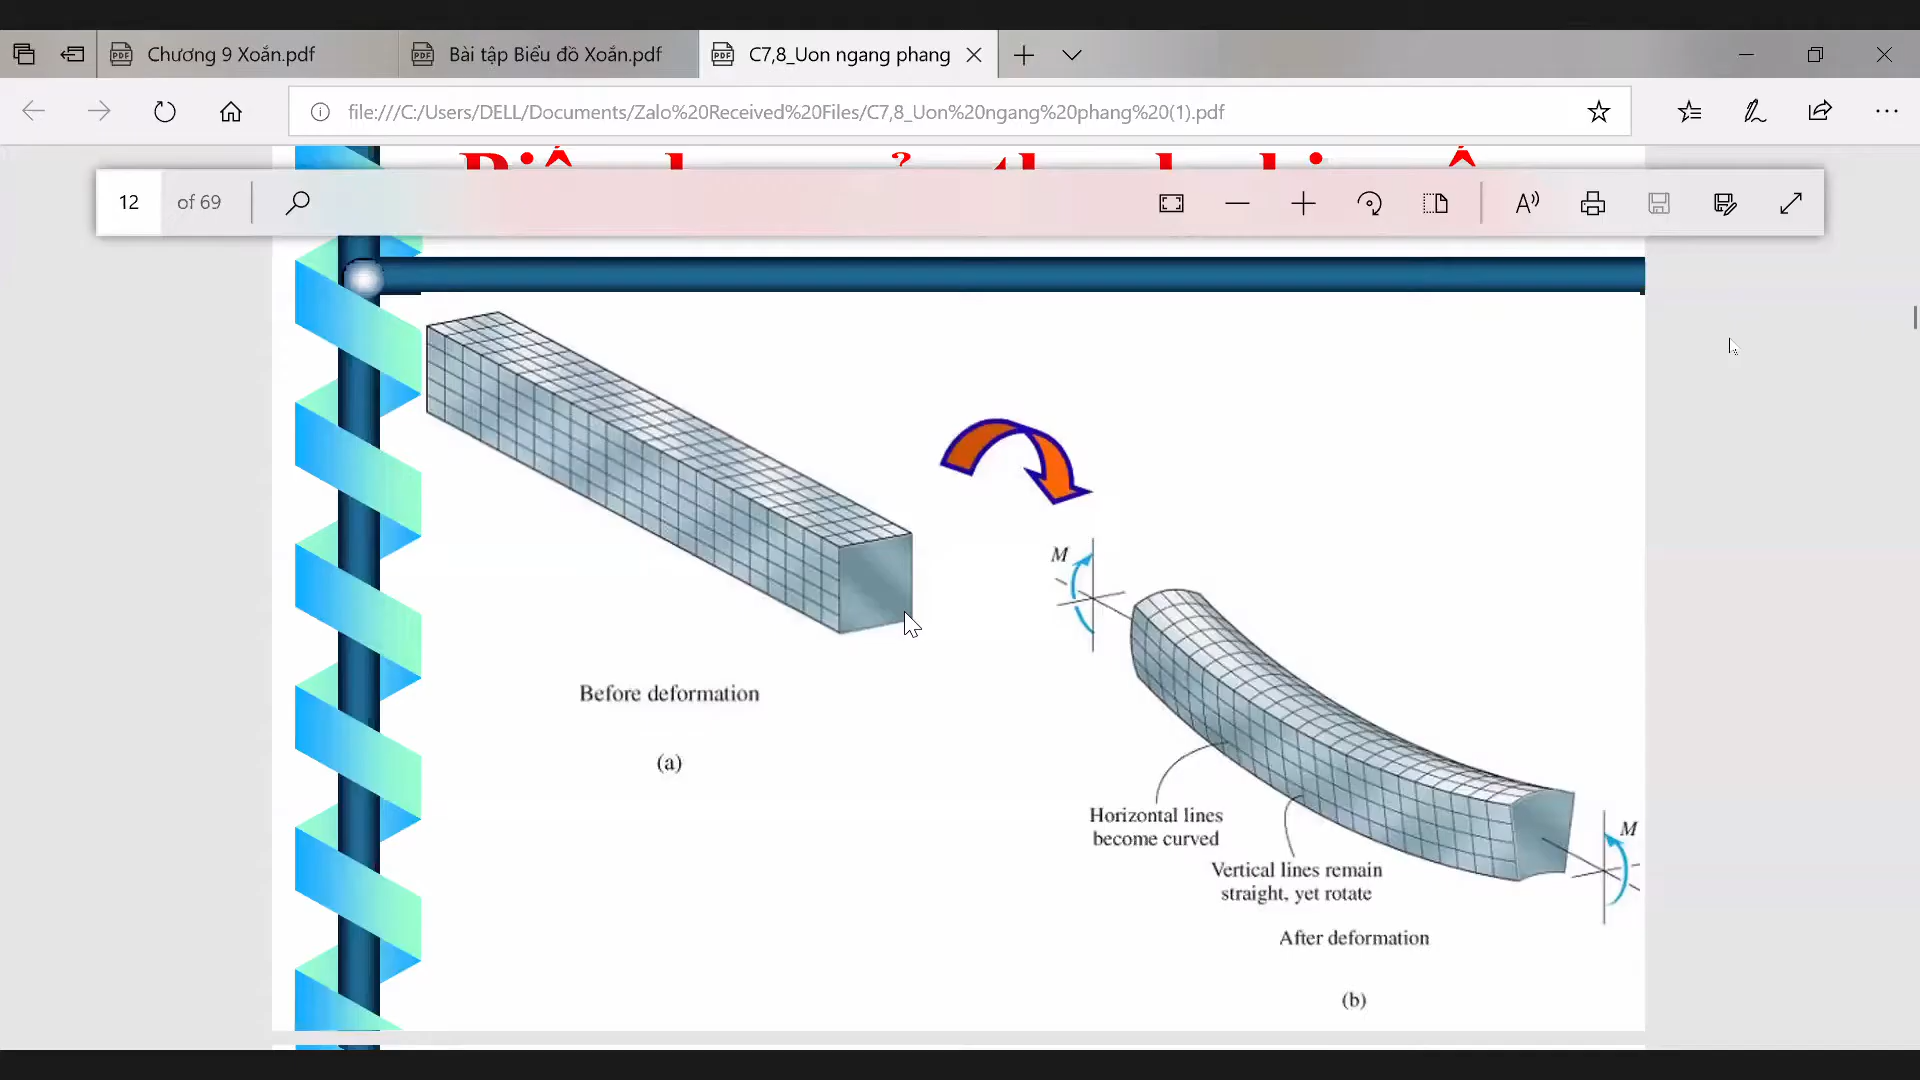 Chương 9 Xoắn.pdf
Bài tập Biểu đồ Xoắn.pdf
C7,8_Uon ngang phang
file:///C:/Users/DELL/Documents/Zalo%20Received%20Files/C7,8_Uon%20ngang%20phang%20(1).pdf
12 of 69
M
Before deformation
(a)
Horizontal lines
become curved
Vertical lines remain
straight, yet rotate
M
After deformation
(b)